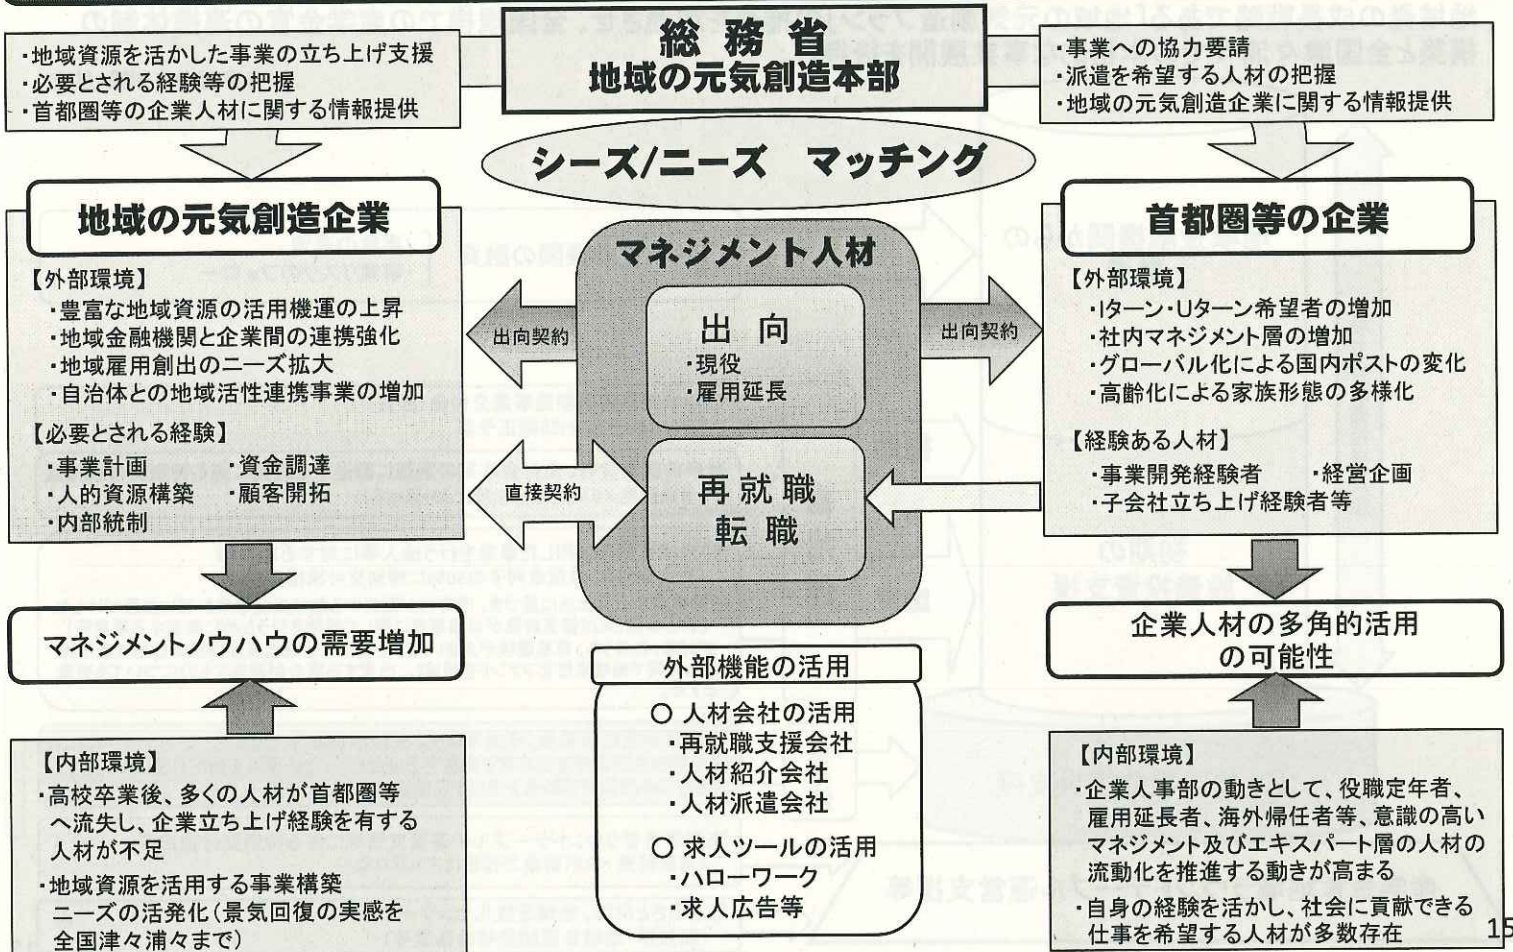 総務省
地域の元気創造本部
・地域資源を活かした事業の立ち上げ支援
・必要とされる経験等の把握
・首都圏等の企業人材に関する情報提供
・事業への協力要請
・派遣を希望する人材の把握
・地域の元気創造企業に関する情報提供
シーズ/ニーズ　マッチング
地域の元気創造企業
【外部環境】
・豊富な地域資源の活用機運の上昇
・地域金融機関と企業間の連携強化
・地域雇用創出のニーズ拡大
・自治体との地域活性連携事業の増加
【必要とされる経験】
・事業計画　・資金調達
・人的資源構築　・顧客開拓
・内部統制
マネジメント人材
出向
・現役
・雇用延長
出向契約
出向契約
再就職
転職
直接契約
首都圏等の企業
【外部環境】
・Iターン・Uターン希望者の増加
・社内マネジメント層の増加
・グローバル化による国内ポストの変化
・高齢化による家族形態の多様化
【経験ある人材】
・事業開発経験者　・経営企画
・子会社立ち上げ経験者等
マネジメントノウハウの需要増加
企業人材の多角的活用
の可能性
外部機能の活用
○ 人材会社の活用
・再就職支援会社
・人材紹介会社
・人材派遣会社
○ 求人ツールの活用
・ハローワーク
・求人広告等
【内部環境】
・高校卒業後、多くの人材が首都圏等
へ流失し、企業立ち上げ経験を有する
人材が不足
・地域資源を活用する事業構築
ニーズの活発化(景気回復の実感を
全国津々浦々まで)
【内部環境】
・企業人事部の動きとして、役職定年者、
雇用延長者、海外帰任者等、意識の高い
マネジメント及びエキスパート層の人材の
流動化を推進する動きが高まる
・自身の経験を活かし、社会に貢献できる
仕事を希望する人材が多数存在
15